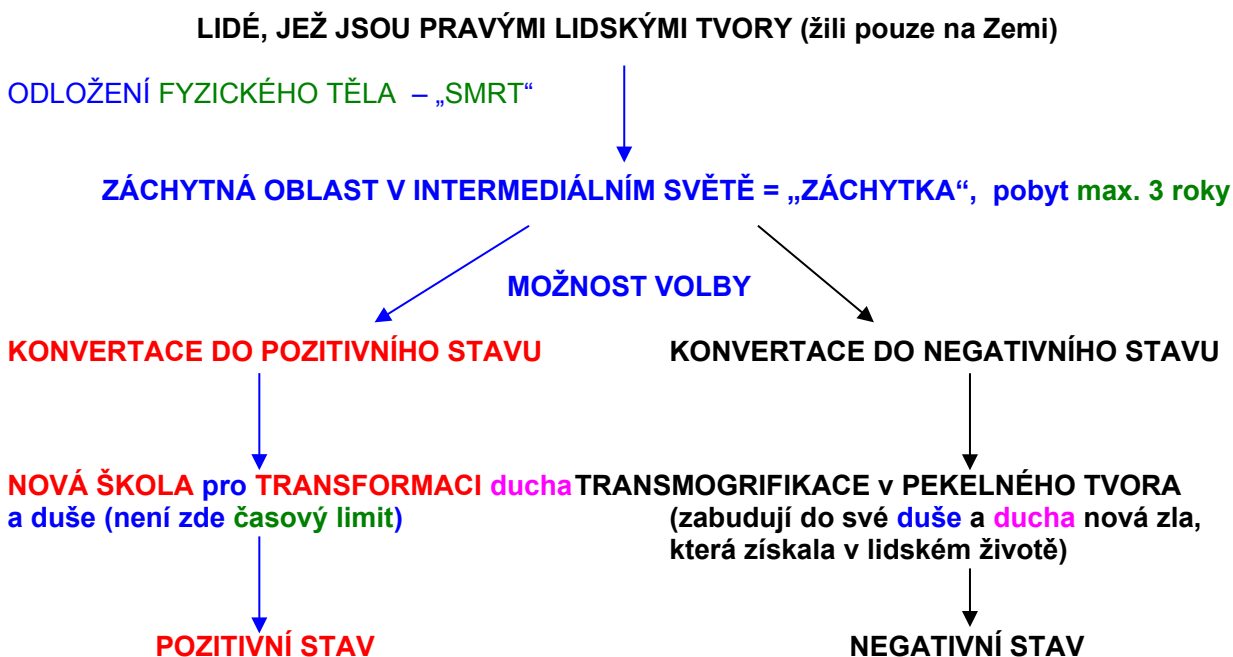 LIDÉ, JEŽ JSOU PRAVÝMI LIDSKÝMI TVORY (žili pouze na Zemi)
ODLOŽENÍ FYZICKÉHO TĚLA – „SMRT“
ZÁCHYTNÁ OBLAST V INTERMEDIÁLNÍM SVĚTĚ = „ZÁCHYTKA“, pobyt max. 3 roky
MOŽNOST VOLBY
KONVERTACE DO POZITIVNÍHO STAVU
KONVERTACE DO NEGATIVNÍHO STAVU
NOVÁ ŠKOLA pro TRANSFORMACI ducha
a duše (není zde časový limit)
TRANSMOGRIFIKACE v PEKELNÉHO TVORA
(zabudují do své duše a ducha nová zla,
která získala v lidském životě)
POZITIVNÍ STAV
NEGATIVNÍ STAV